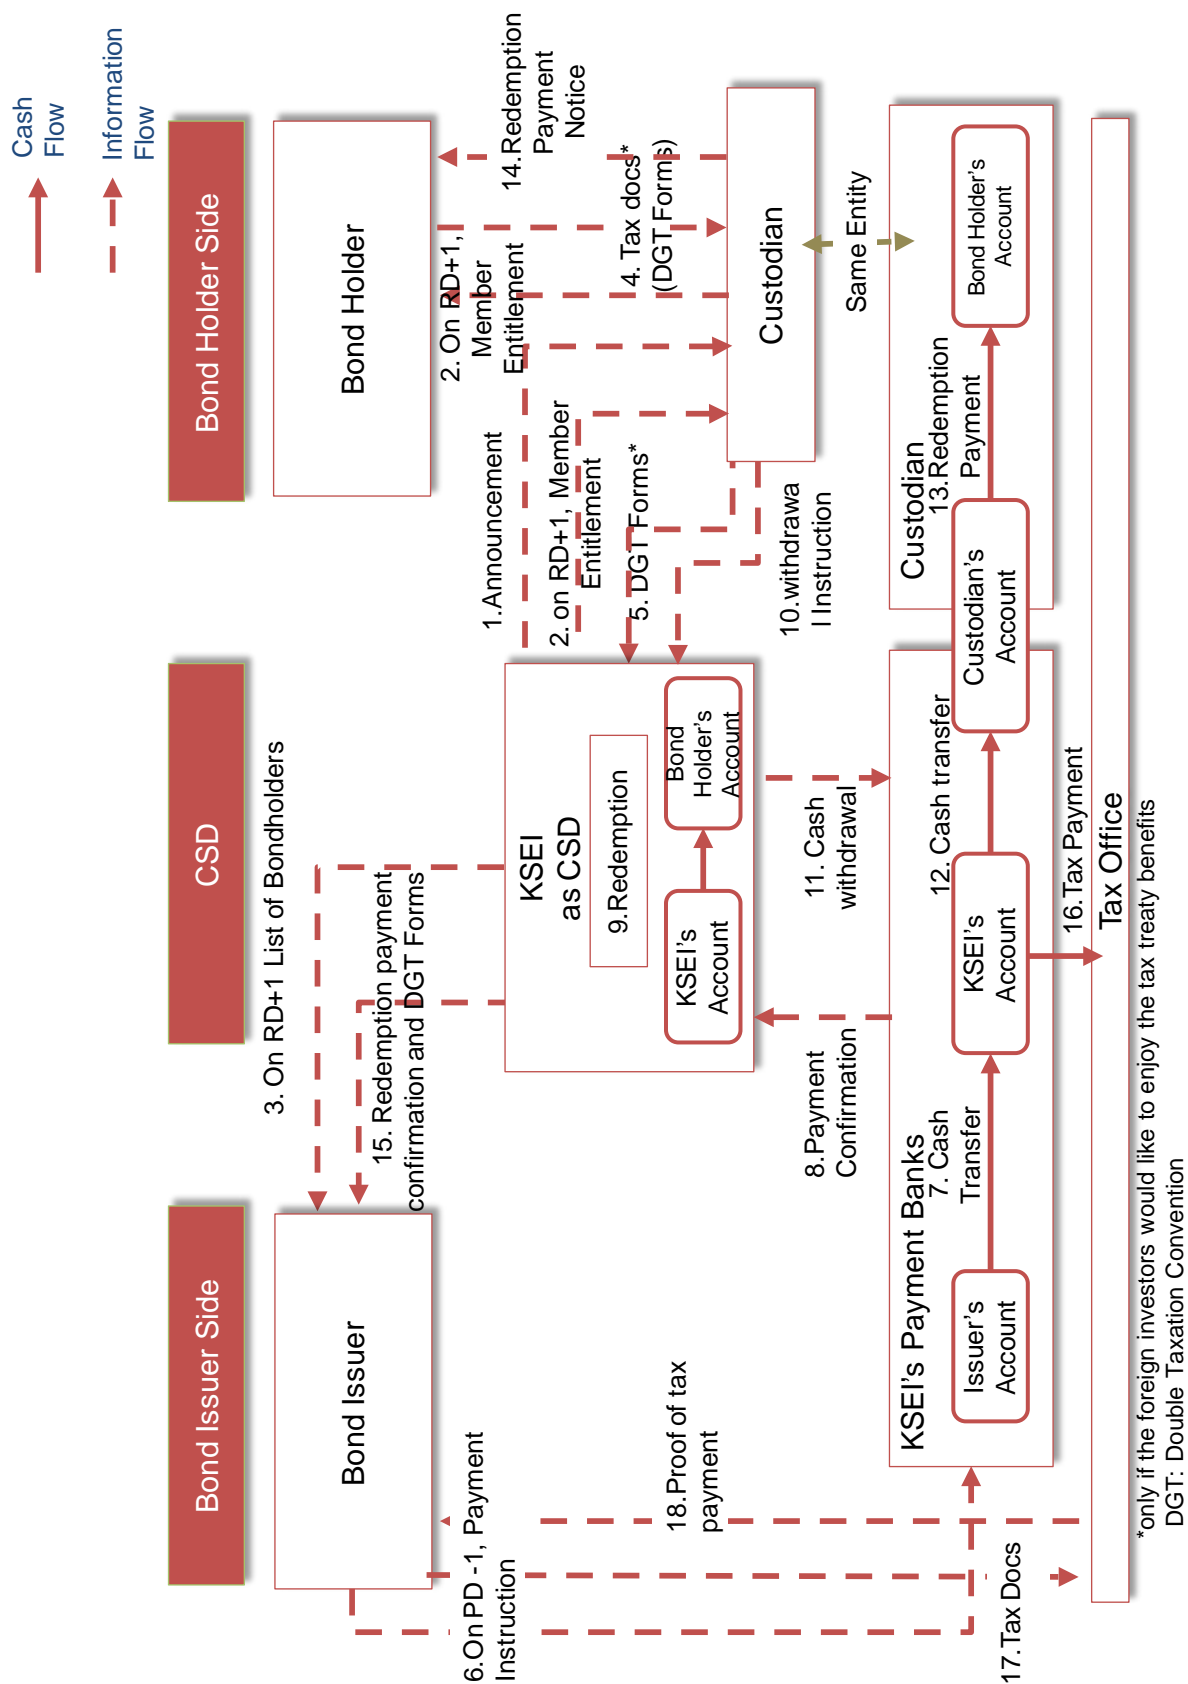 Cash
Flow
Information
Flow
Bond Issuer Side
CSD
Bond Holder Side
Bond Issuer
Bond Holder
3. On RD+1 List of Bondholders
15. Redemption payment
confirmation and DGT Forms
14.Redemption
Payment
Notice
2. On RD+1,
Member
Entitlement
4. Tax docs*
(DGT Forms)
1.Announcement
2. on RD+1, Member
Entitlement
5. DGT Forms*
10.withdrawa
l Instruction
KSEI
as CSD
9.Redemption
KSEI's
Account
Bond
Holder's
Account
Custodian
Same Entity
6.On PD -1, Payment
Instruction
18.Proof of tax
payment
8.Payment
Confirmation
11. Cash
withdrawal
KSEI's Payment Banks
7. Cash
Transfer
12. Cash transfer
Issuer's
Account
KSEI's
Account
Custodian's
Account
Custodian
13.Redemption
Payment
Bond Holder's
Account
17.Tax Docs
16.Tax Payment
Tax Office
*only if the foreign investors would like to enjoy the tax treaty benefits
DGT: Double Taxation Convention